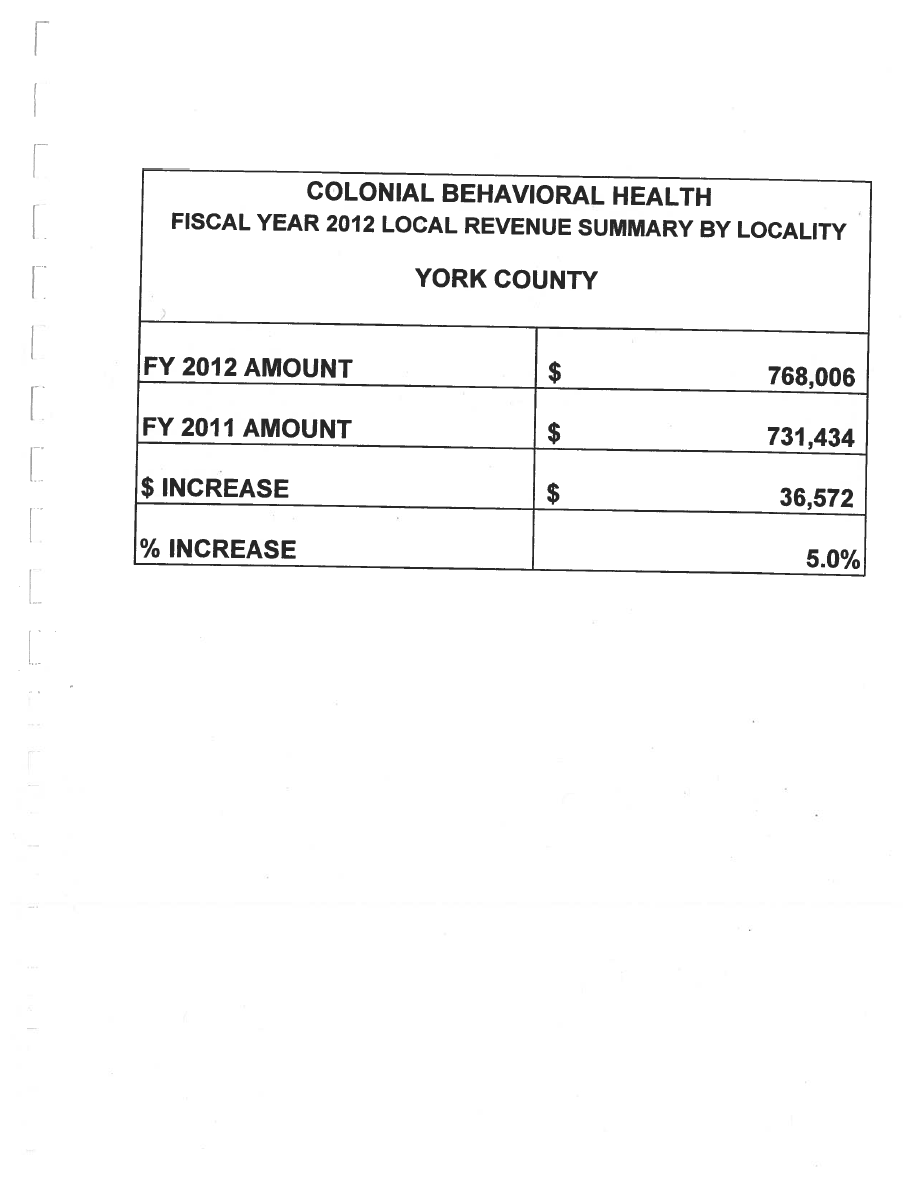 COLONIAL BEHAVIORAL HEALTH
FISCAL YEAR 2012 LOCAL REVENUE SUMMARY BY LOCALITY
YORK COUNTY
FY 2012 AMOUNT $ 768,006
FY 2011 AMOUNT $ 731,434
$ INCREASE $ 36,572
% INCREASE 5.0%